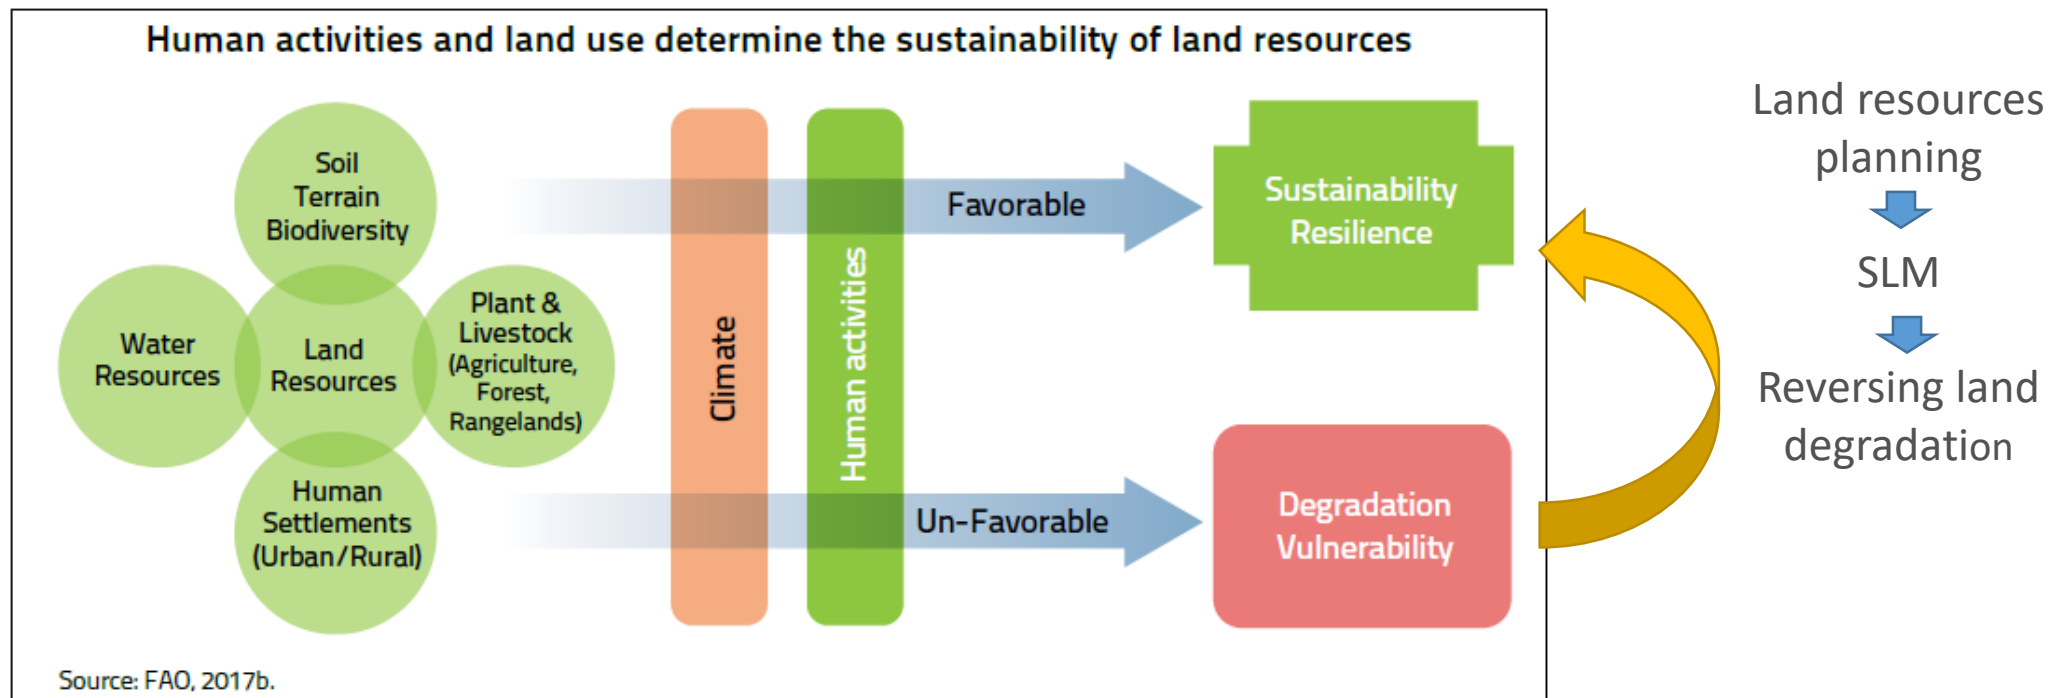 Human activities and land use determine the sustainability of land resources
Soil
Terrain
Biodiversity
Water
Resources
Land
Resources
Plant &
Livestock
(Agriculture,
Forest,
Rangelands)
Human
Settlements
(Urban/Rural)
Climate
Human activities
Favorable
Un-Favorable
Sustainability
Resilience
Degradation
Vulnerability
Source: FAO, 2017b.
Land resources
planning
SLM
Reversing land
degradation